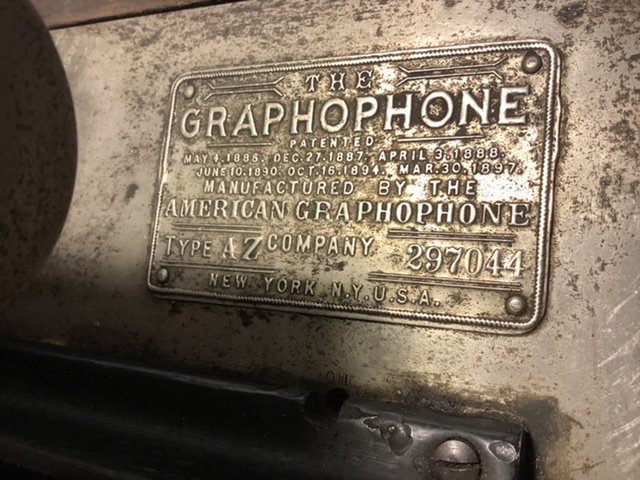 THE
GRAPHOPHONE
PATENTED
MAY 4, 1886, DEC. 27, 1887, APRIL 3, 1888.
JUNE 10, 1890, OCT. 16, 1894, MAR. 30, 1897.
MANUFACTURED BY THE
AMERICAN GRAPHOPHONE
TYPE AZ COMPANY 297044
NEW YORK N.Y. U.S.A.